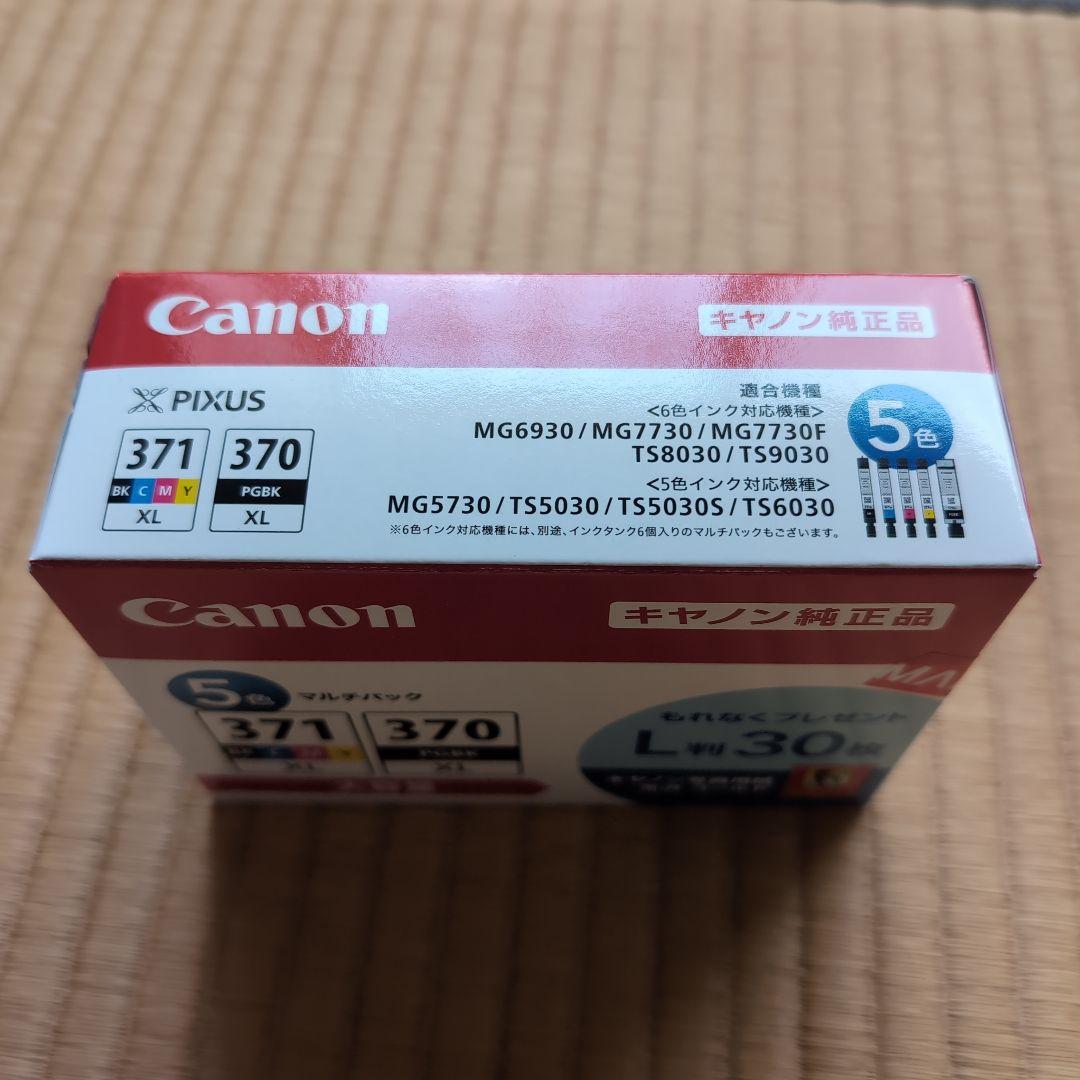 Canon
キヤノン純正品
PIXUS
371
BK C M Y
XL
370
PGBK
XL
適合機種
<6色インク対応機種>
MG6930/MG7730/MG7730F
TS8030/TS9030
<5色インク対応機種>
MG5730/TS5030/TS5030S/TS6030
※6色インク対応機種には、別途、インクタンク6個入りのマルチパックもございます。
5色
Canon
キヤノン純正品
5色 マルチパック
371
BK C M Y
XL
370
PGBK
XL
大容量
もれなくプレゼント
L判30枚